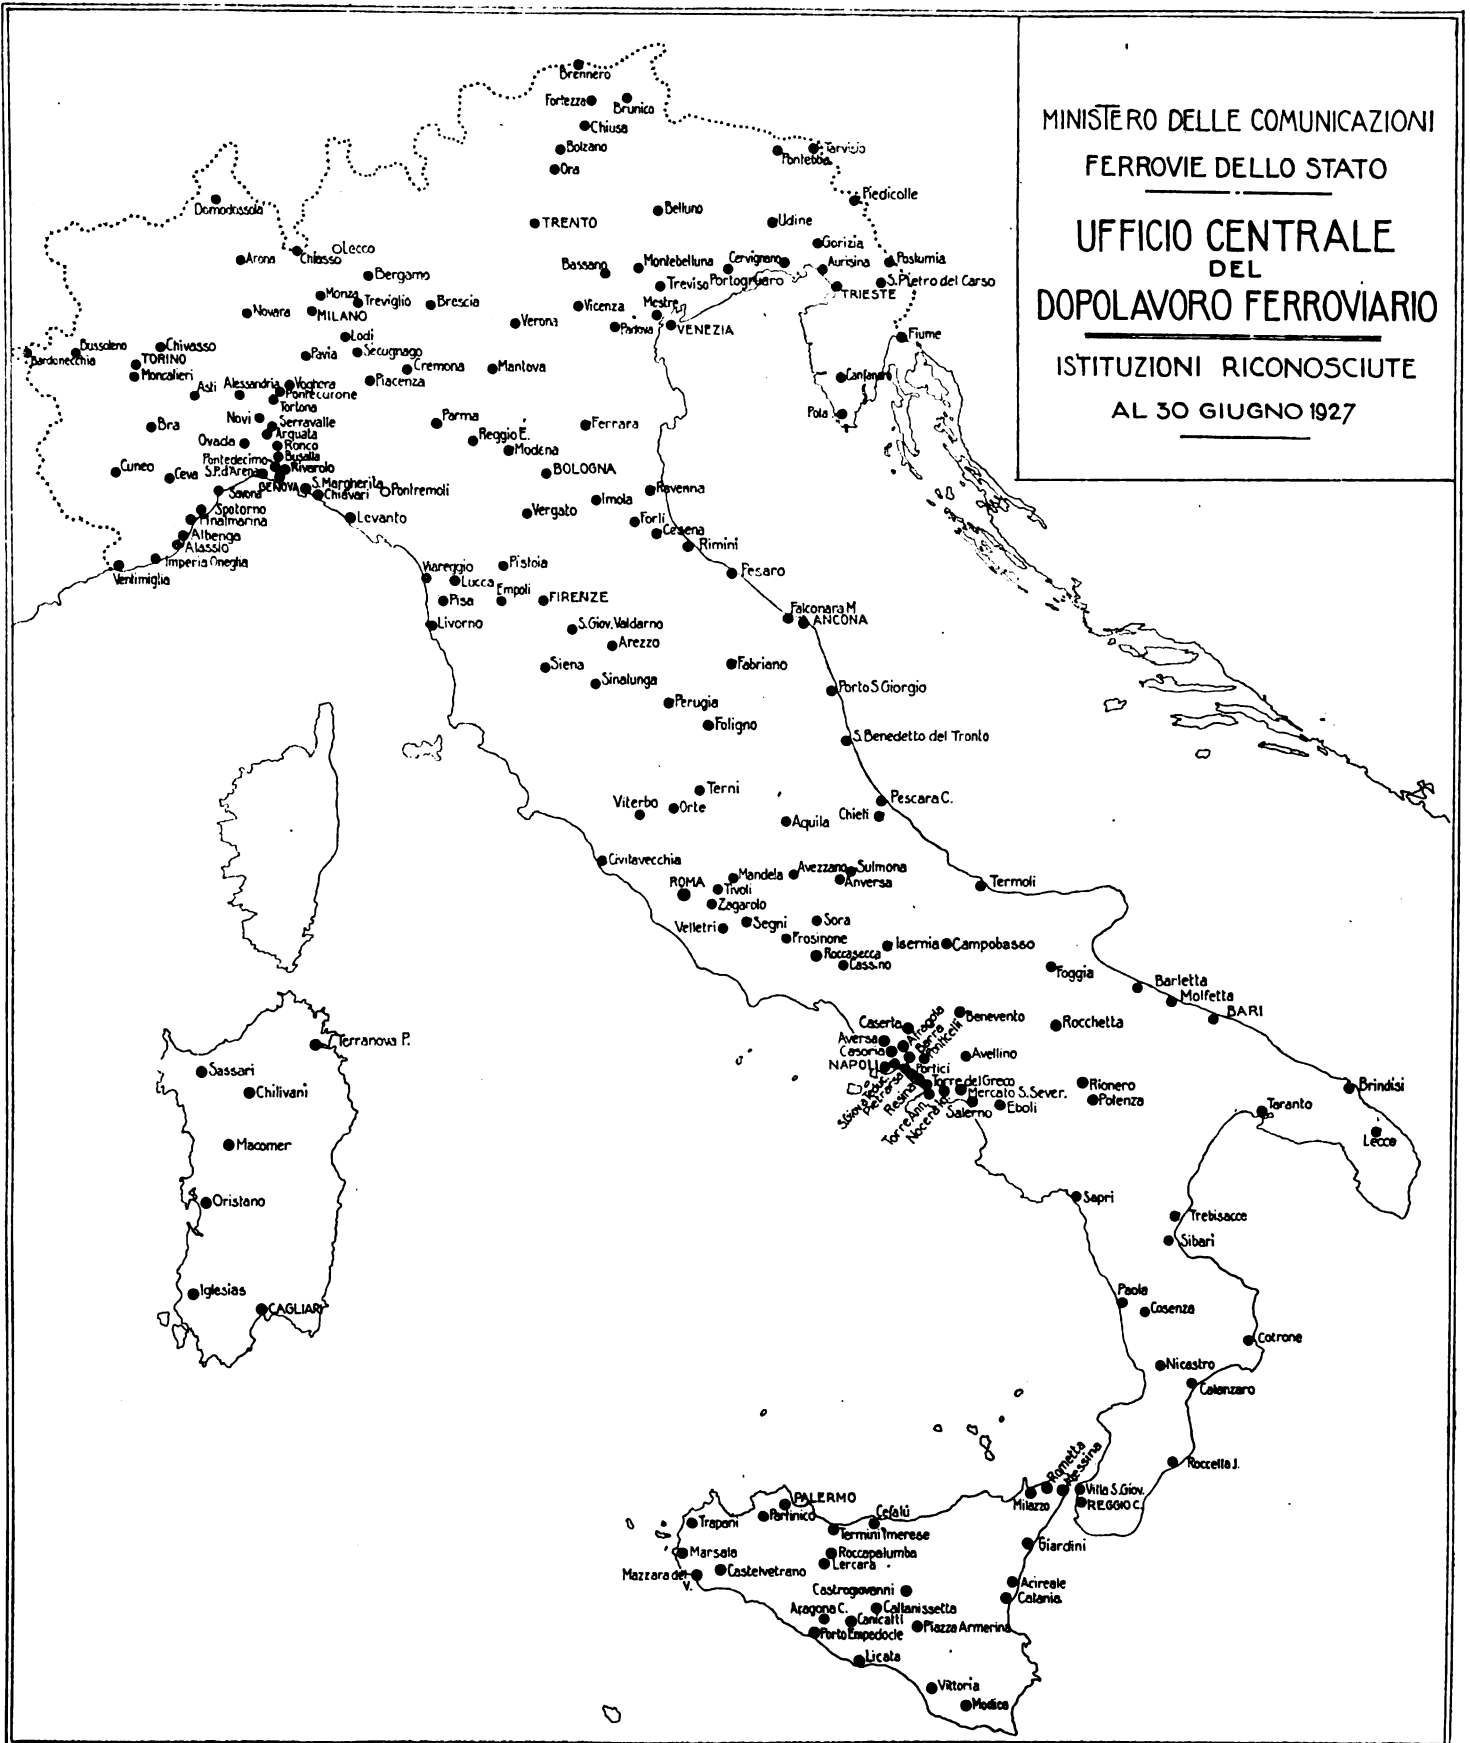 MINISTERO DELLE COMUNICAZIONI
FERROVIE DELLO STATO
UFFICIO CENTRALE
DEL
DOPOLAVORO FERROVIARIO
ISTITUZIONI RICONOSCIUTE
AL 30 GIUGNO 1927
Brennero
Fortezza
Brunico
Chiusa
Bolzano
Ora
Tarvisio
Pontebba
Piedicolle
Domodossola
TRENTO
Belluno
Udine
Gorizia
Arona
Chiasso
Lecco
Bergamo
Bassano
Montebelluna
Cervignano
Aurisina
Postumia
Treviso
Portogruaro
TRIESTE
S. Pietro del Carso
Monza
Treviglio
Brescia
Vicenza
Mestre
Novara
MILANO
Verona
Padova
VENEZIA
Fiume
Lodi
Bardonecchia
Bussoleno
Chivasso
TORINO
Moncalieri
Pavia
Secugnago
Cremona
Mantova
Piacenza
Canfanaro
Asti
Alessandria
Voghera
Pontecurone
Tortona
Pola
Bra
Novi
Serravalle
Arquata
Parma
Reggio E.
Modena
Ferrara
Ovada
Ronco
Busalla
Pontedecimo
Rivarolo
S.P. d'Arena
Cuneo
Ceva
GENOVA
S. Margherita
Chiavari
Pontremoli
BOLOGNA
Savona
Imola
Ravenna
Spotorno
Finalmarina
Levanto
Vergato
Forlì
Cesena
Albenga
Alassio
Rimini
Imperia Oneglia
Ventimiglia
Viareggio
Lucca
Pistoia
Empoli
Pesaro
Pisa
FIRENZE
Livorno
S. Giov. Valdarno
Falconara M
ANCONA
Arezzo
Siena
Sinalunga
Fabriano
Perugia
Porto S. Giorgio
Foligno
S. Benedetto del Tronto
Terni
Viterbo
Orte
Aquila
Pescara C.
Chieti
Civitavecchia
ROMA
Mandela
Avezzano
Sulmona
Anversa
Tivoli
Zagarolo
Termoli
Velletri
Segni
Sora
Frosinone
Isernia
Campobasso
Roccasecca
Cassino
Foggia
Barletta
Molfetta
BARI
Caserta
Afragola
Benevento
Rocchetta
Aversa
Barra
Ponticelli
Casoria
Avellino
NAPOLI
Portici
S. Giov. a Teduc.
Pietrarsa
Resina
Torre del Greco
Mercato S. Sever.
Torre Ann.
Nocera
Salerno
Eboli
Rionero
Potenza
Brindisi
Taranto
Lecce
Terranova P.
Sassari
Chilivani
Macomer
Oristano
Iglesias
CAGLIARI
Sapri
Trebisacce
Sibari
Paola
Cosenza
Cotrone
Nicastro
Catanzaro
Roccella J.
Rometta
Messina
Milazzo
Villa S. Giov.
REGGIO C.
PALERMO
Partinico
Trapani
Cefalù
Termini Imerese
Giardini
Marsala
Roccapalumba
Lercara
Mazzara del V.
Castelvetrano
Acireale
Castrogiovanni
Catania
Aragona C.
Caltanissetta
Canicattì
Piazza Armerina
Porto Empedocle
Licata
Vittoria
Modica